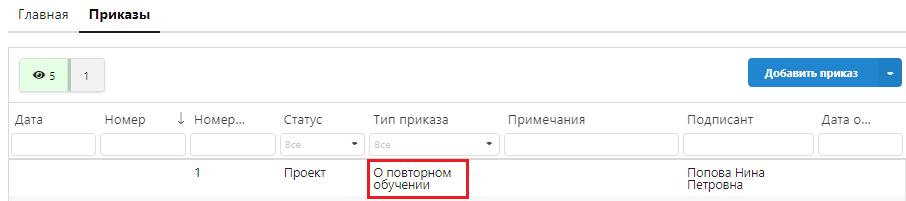 Главная Приказы
5 1 Добавить приказ
Дата Номер Номер... Статус Тип приказа Примечания Подписант Дата о...
Все Все
1 Проект О повторном обучении Попова Нина Петровна